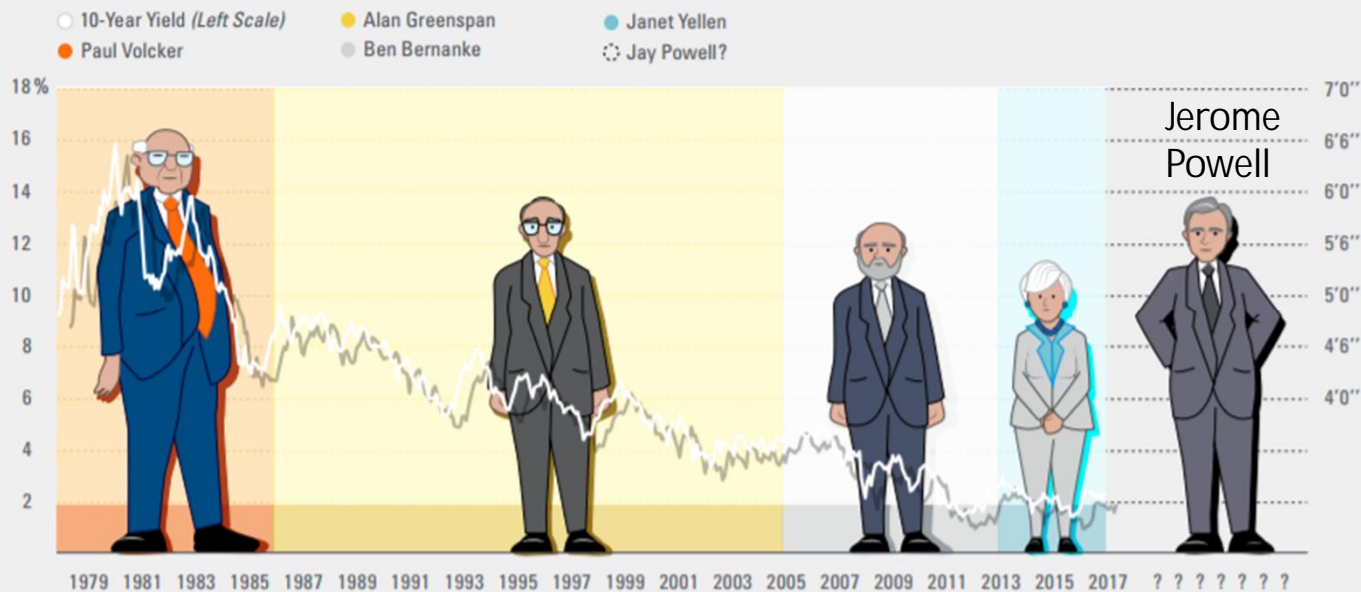 10-Year Yield (Left Scale) Alan Greenspan Janet Yellen
Paul Volcker Ben Bernanke Jay Powell?
18% 7'0"
Jerome
16 6'6"
Powell
14 6'0"
12 5'6"
10 5'0"
8 4'6"
6 4'0"
4
2
1979 1981 1983 1985 1987 1989 1991 1993 1995 1997 1999 2001 2003 2005 2007 2009 2011 2013 2015 2017 ? ? ? ? ? ? ?